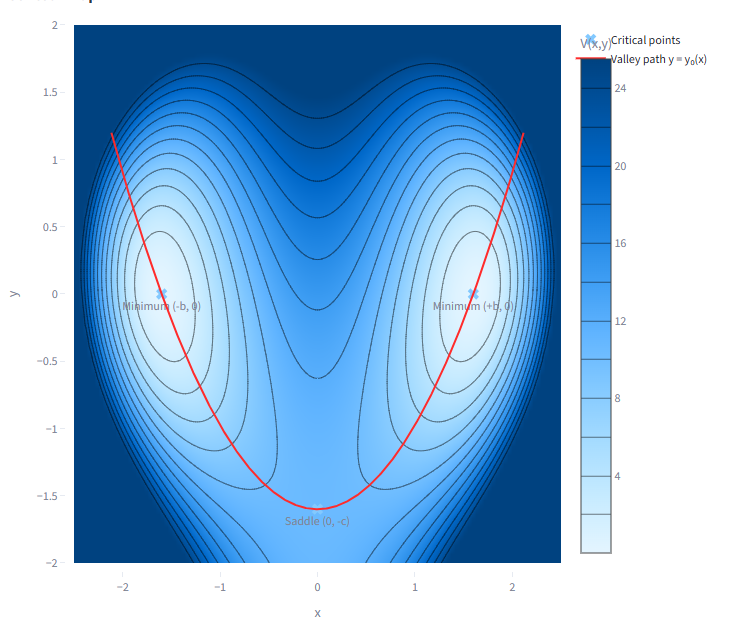 2
1.5
1
0.5
0
−0.5
−1
−1.5
−2
y
−2
−1
0
1
2
x
Minimum (-b, 0)
Minimum (+b, 0)
Saddle (0, -c)
V(x,y)
Critical points
Valley path y = y₀(x)
24
20
16
12
8
4